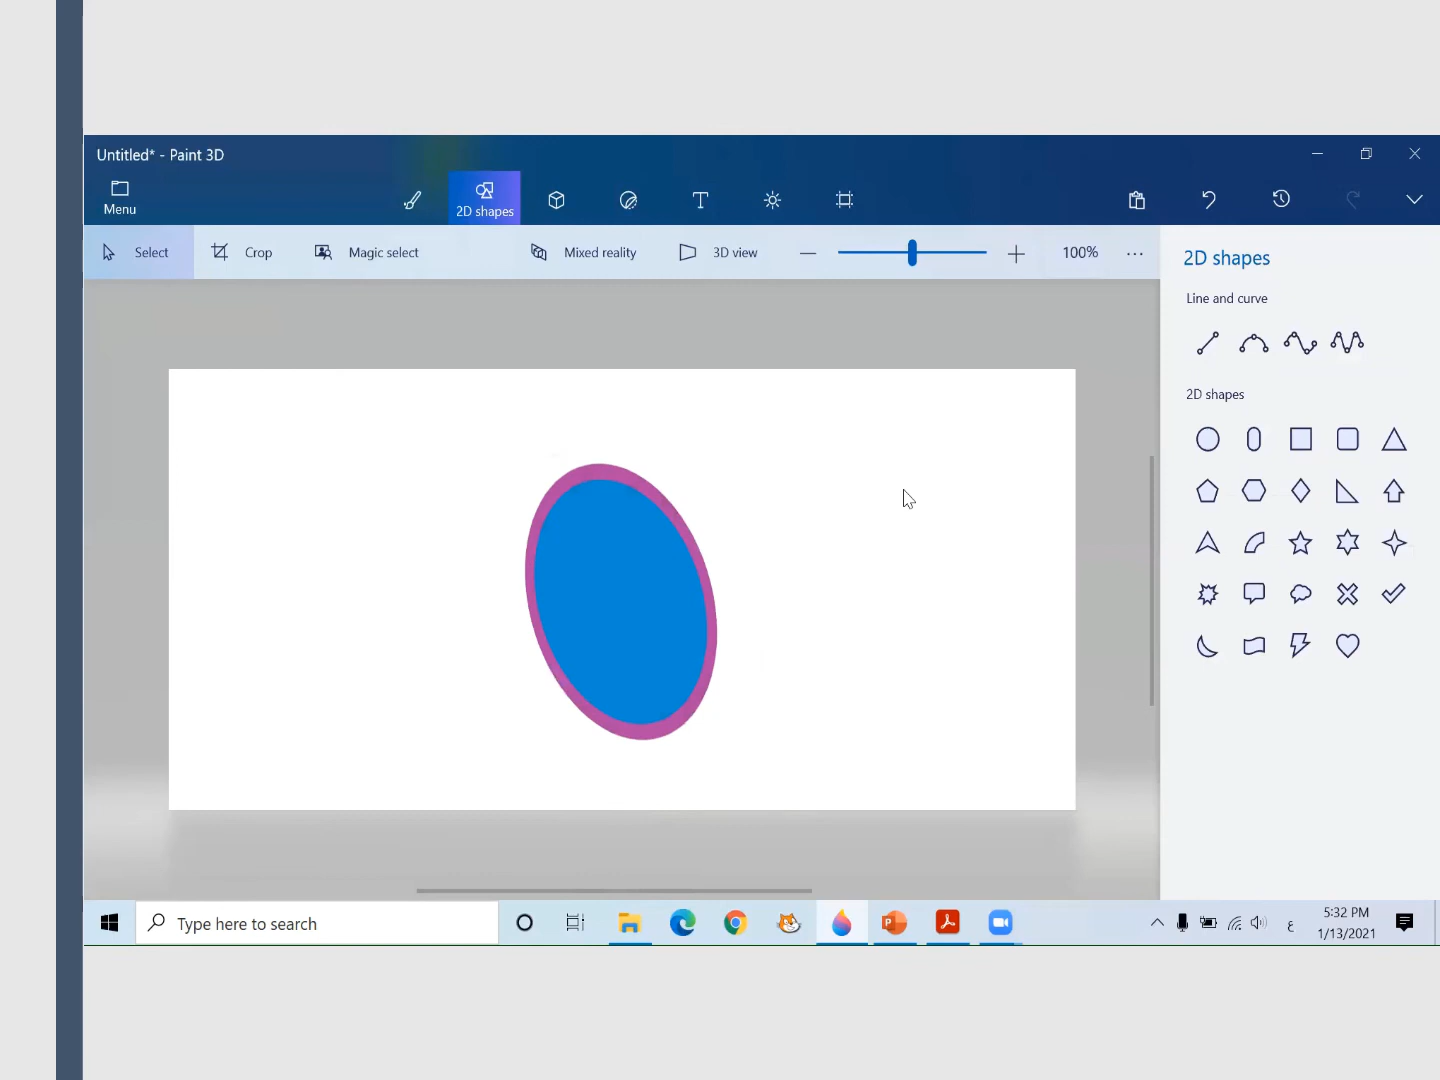 Untitled* - Paint 3D
Menu
2D shapes
Select
Crop
Magic select
Mixed reality
3D view
100%
2D shapes
Line and curve
2D shapes
Type here to search
ع
5:32 PM
1/13/2021